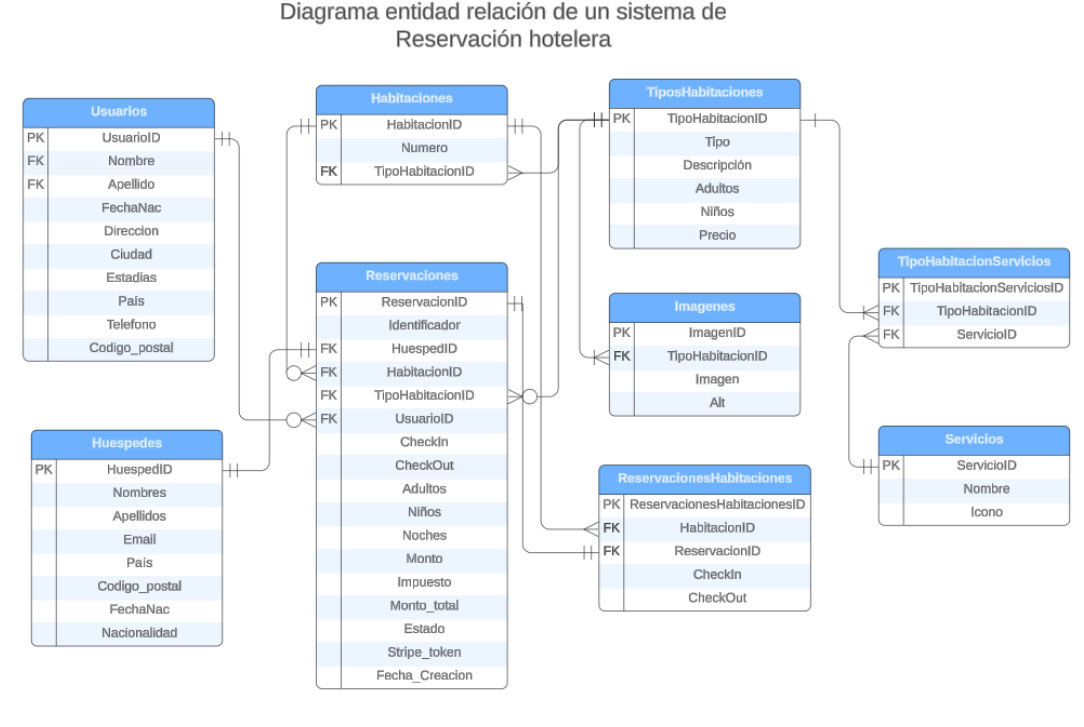 Diagrama entidad relación de un sistema de
Reservación hotelera
Usuarios
PK UsuarioID
FK Nombre
FK Apellido
FechaNac
Direccion
Ciudad
Estadias
País
Telefono
Codigo_postal
Huespedes
PK HuespedID
Nombres
Apellidos
Email
País
Codigo_postal
FechaNac
Nacionalidad
Habitaciones
PK HabitacionID
Numero
FK TipoHabitacionID
Reservaciones
PK ReservacionID
Identificador
FK HuespedID
FK HabitacionID
FK TipoHabitacionID
FK UsuarioID
CheckIn
CheckOut
Adultos
Niños
Noches
Monto
Impuesto
Monto_total
Estado
Stripe_token
Fecha_Creacion
TiposHabitaciones
PK TipoHabitacionID
Tipo
Descripción
Adultos
Niños
Precio
Imagenes
PK ImagenID
FK TipoHabitacionID
Imagen
Alt
ReservacionesHabitaciones
PK ReservacionesHabitacionesID
FK HabitacionID
FK ReservacionID
CheckIn
CheckOut
TipoHabitacionServicios
PK TipoHabitacionServiciosID
FK TipoHabitacionID
FK ServicioID
Servicios
PK ServicioID
Nombre
Icono